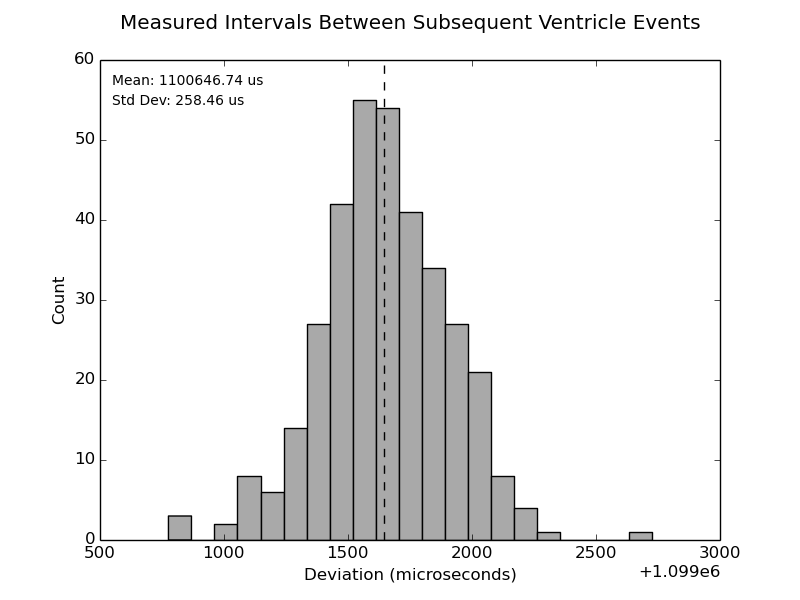 Measured Intervals Between Subsequent Ventricle Events
Mean: 1100646.74 us
Std Dev: 258.46 us
60
50
40
30
20
10
0
Count
500 1000 1500 2000 2500 3000
Deviation (microseconds)
+1.099e6